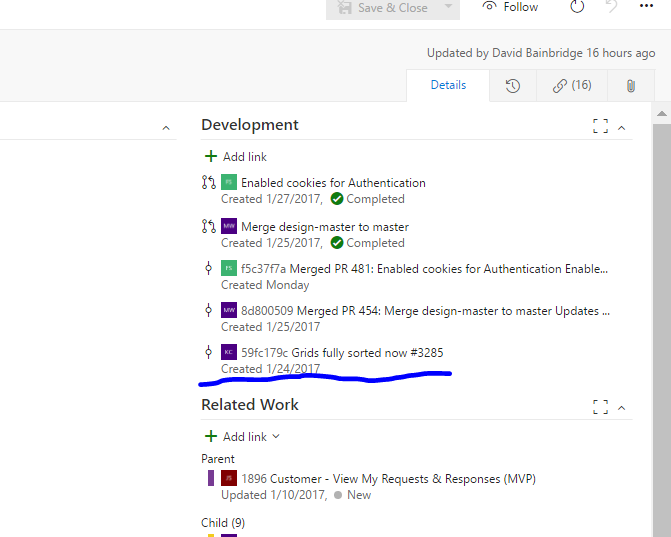 Save & Close
Follow
Updated by David Bainbridge 16 hours ago
Details
(16)
Development
Add link
FS Enabled cookies for Authentication
Created 1/27/2017, Completed
MW Merge design-master to master
Created 1/25/2017, Completed
FS f5c37f7a Merged PR 481: Enabled cookies for Authentication Enable...
Created Monday
MW 8d800509 Merged PR 454: Merge design-master to master Updates ...
Created 1/25/2017
KC 59fc179c Grids fully sorted now #3285
Created 1/24/2017
Related Work
Add link
Parent
JS 1896 Customer - View My Requests & Responses (MVP)
Updated 1/10/2017, New
Child (9)